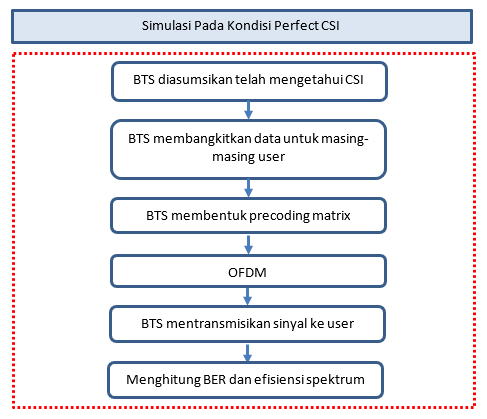 Simulasi Pada Kondisi Perfect CSI
BTS diasumsikan telah mengetahui CSI
BTS membangkitkan data untuk masing-
masing user
BTS membentuk precoding matrix
OFDM
BTS mentransmisikan sinyal ke user
Menghitung BER dan efisiensi spektrum